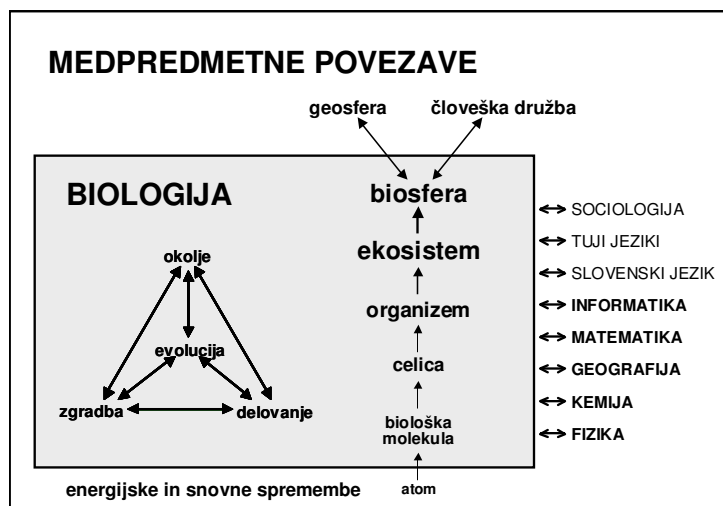 MEDPREDMETNE POVEZAVE
geosfera
človeška družba
BIOLOGIJA
biosfera
ekosistem
organizem
celica
biološka
molekula
atom
okolje
evolucija
zgradba
delovanje
SOCIOLOGIJA
TUJI JEZIKI
SLOVENSKI JEZIK
INFORMATIKA
MATEMATIKA
GEOGRAFIJA
KEMIJA
FIZIKA
energijske in snovne spremembe